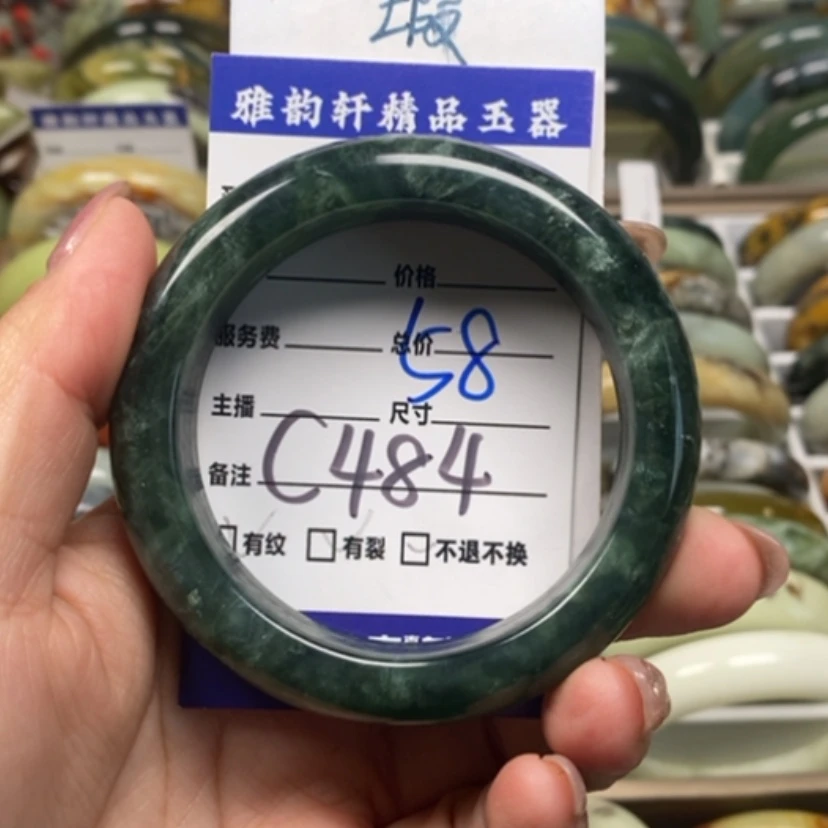 雅韵轩精品玉器
价格
服务费 总价 58
主播 尺寸
备注 C484
有纹 有裂 不退不换